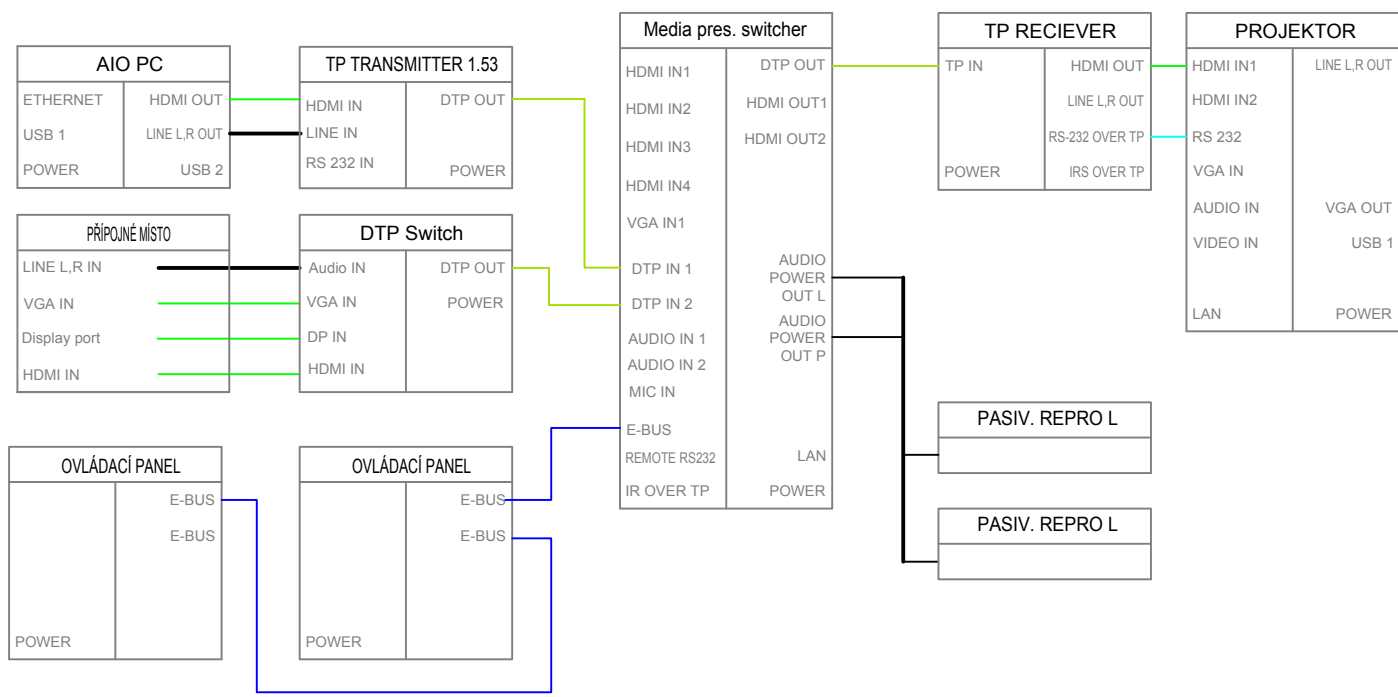 AIO PC
ETHERNET
HDMI OUT
USB 1
LINE L,R OUT
POWER
USB 2
TP TRANSMITTER 1.53
HDMI IN
DTP OUT
LINE IN
RS 232 IN
POWER
PŘÍPOJNÉ MÍSTO
LINE L,R IN
VGA IN
Display port
HDMI IN
DTP Switch
Audio IN
DTP OUT
VGA IN
POWER
DP IN
HDMI IN
OVLÁDACÍ PANEL
E-BUS
E-BUS
POWER
OVLÁDACÍ PANEL
E-BUS
E-BUS
POWER
Media pres. switcher
HDMI IN1
DTP OUT
HDMI IN2
HDMI OUT1
HDMI IN3
HDMI OUT2
HDMI IN4
VGA IN1
DTP IN 1
DTP IN 2
AUDIO IN 1
AUDIO IN 2
MIC IN
E-BUS
REMOTE RS232
IR OVER TP
AUDIO
POWER
OUT L
AUDIO
POWER
OUT P
LAN
POWER
TP RECIEVER
TP IN
HDMI OUT
LINE L,R OUT
RS-232 OVER TP
POWER
IRS OVER TP
PROJEKTOR
HDMI IN1
LINE L,R OUT
HDMI IN2
RS 232
VGA IN
AUDIO IN
VGA OUT
VIDEO IN
USB 1
LAN
POWER
PASIV. REPRO L
PASIV. REPRO L